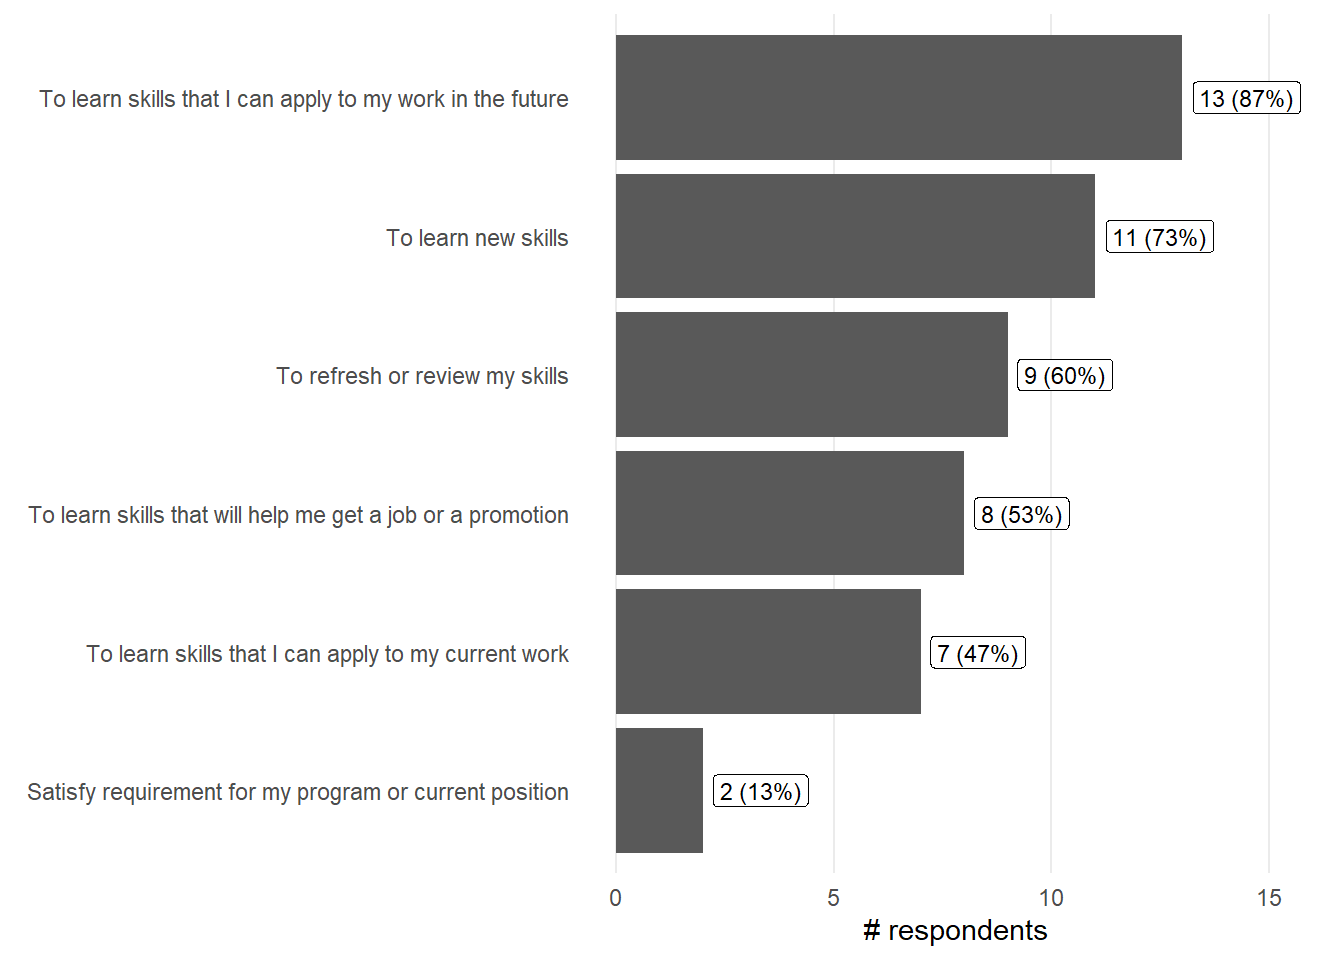 To learn skills that I can apply to my work in the future
13 (87%)
To learn new skills
11 (73%)
To refresh or review my skills
9 (60%)
To learn skills that will help me get a job or a promotion
8 (53%)
To learn skills that I can apply to my current work
7 (47%)
Satisfy requirement for my program or current position
2 (13%)
0 5 10 15
# respondents